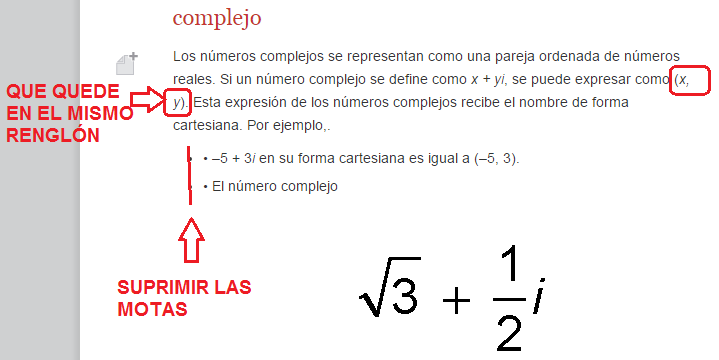 complejo
Los números complejos se representan como una pareja ordenada de números
reales. Si un número complejo se define como x + yi, se puede expresar como (x,
y). Esta expresión de los números complejos recibe el nombre de forma
cartesiana. Por ejemplo,.
QUE QUEDE
EN EL MISMO
RENGLÓN
• • –5 + 3i en su forma cartesiana es igual a (–5, 3).
• El número complejo
SUPRIMIR LAS
MOTAS
√3 + 1/2 i